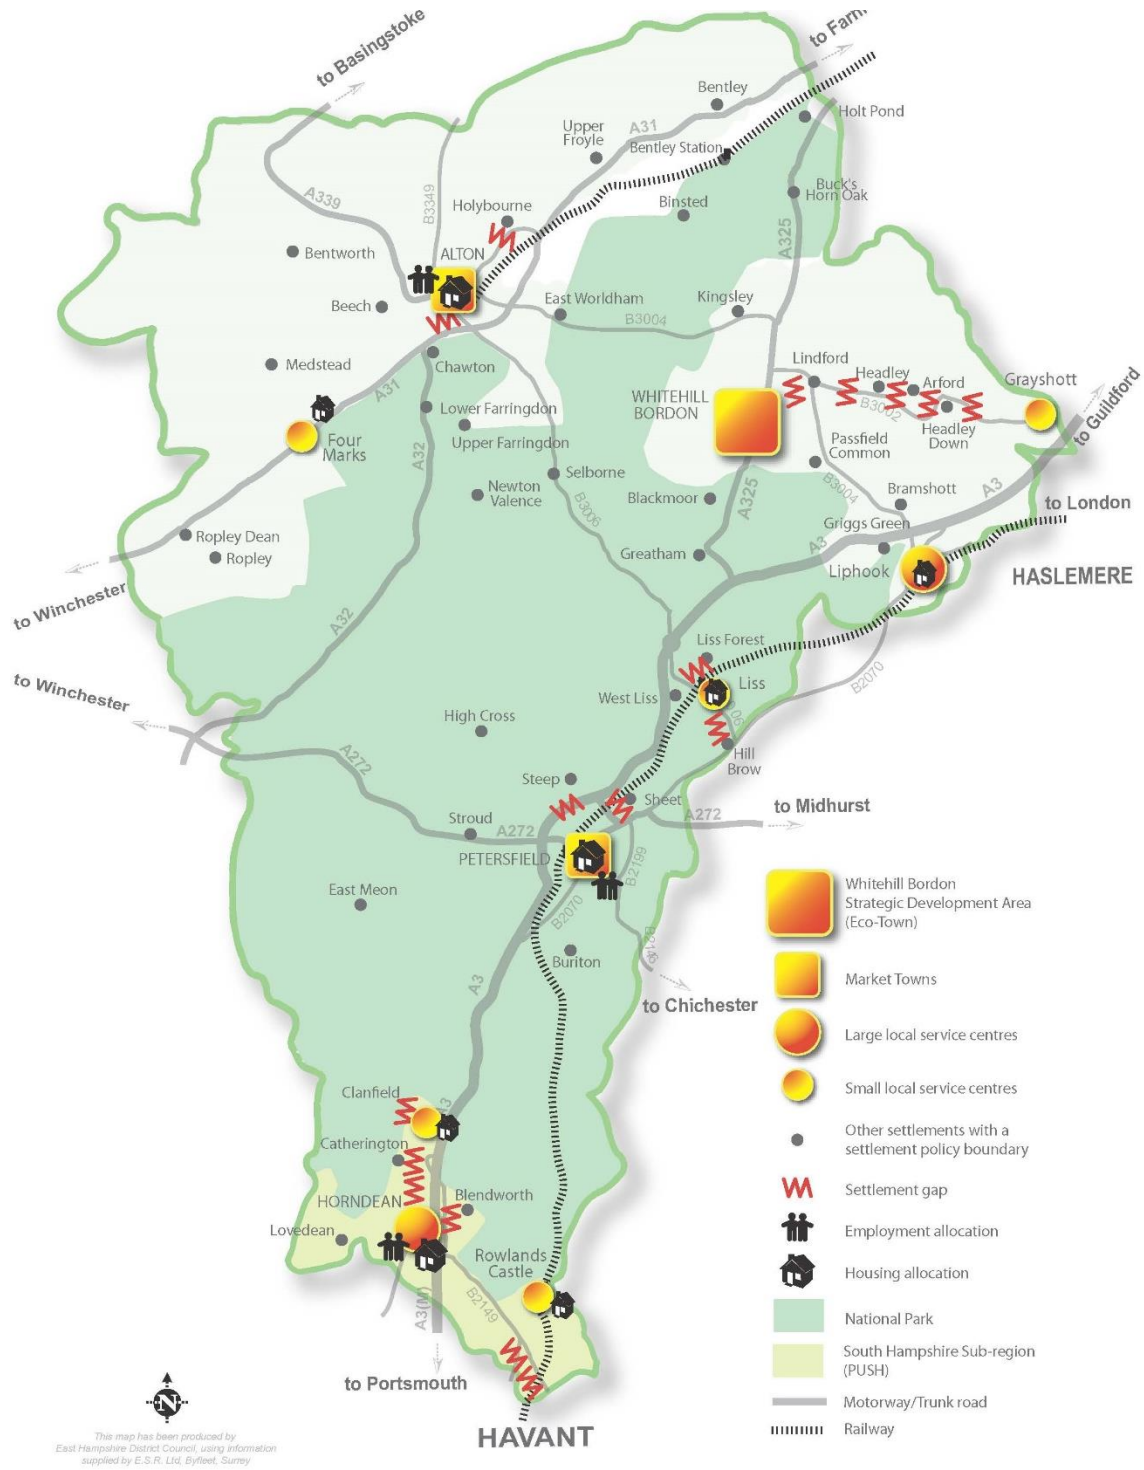 to Basingstoke
to Farn
Bentley
Holt Pond
A31
Upper
Froyle
Bentley Station
A339
B3349
Buck's
Horn Oak
Holybourne
Binsted
A325
Bentworth
ALTON
East Worldham
Kingsley
Beech
B3004
Medstead
A31
Chawton
Lindford
Headley
Arford
Grayshott
WHITEHILL
BORDON
B3002
to Guildford
Lower Farringdon
Upper Farringdon
Headley
Down
Four
Marks
A32
Passfield
Common
Selborne
B3004
A3
Newton
Valence
Blackmoor
A325
Bramshott
to London
B3006
Griggs Green
Ropley Dean
Ropley
Greatham
A3
Liphook
HASLEMERE
to Winchester
A32
Liss Forest
to Winchester
West Liss
Liss
B2070
High Cross
Hill
Brow
A272
Steep
Sheet
to Midhurst
Stroud
A272
A272
PETERSFIELD
B2199
East Meon
B2070
Buriton
B2146
A3
to Chichester
Whitehill Bordon
Strategic Development Area
(Eco-Town)
Market Towns
Large local service centres
Small local service centres
Other settlements with a
settlement policy boundary
Settlement gap
Employment allocation
Housing allocation
National Park
South Hampshire Sub-region
(PUSH)
Motorway/Trunk road
Railway
Clanfield
A3
Catherington
HORNDEAN
Blendworth
Lovedean
Rowlands
Castle
A3(M)
B2149
to Portsmouth
HAVANT
N
This map has been produced by
East Hampshire District Council, using information
supplied by E.S.R. Ltd, Byfleet, Surrey